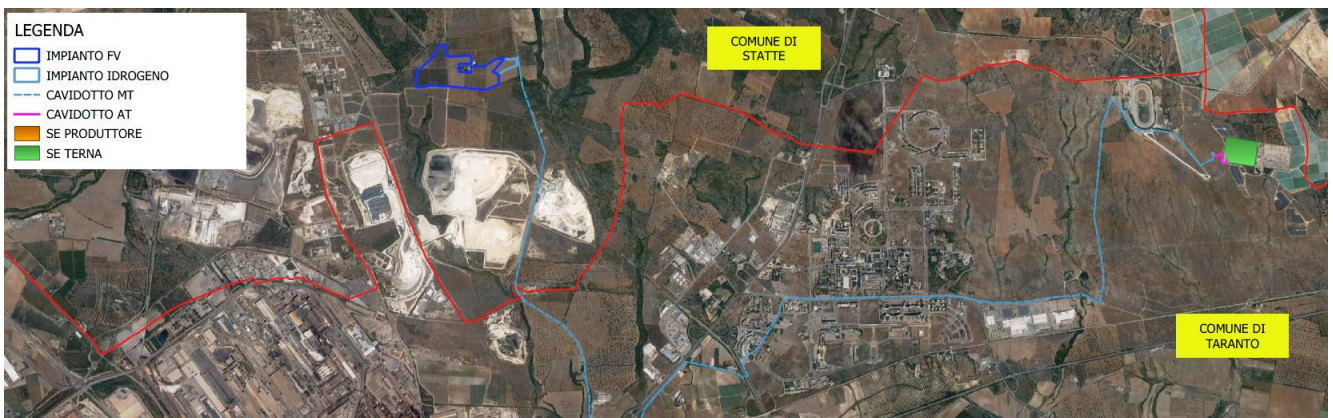 LEGENDA
IMPIANTO FV
IMPIANTO IDROGENO
CAVIDOTTO MT
CAVIDOTTO AT
SE PRODUTTORE
SE TERNA
COMUNE DI
STATTE
COMUNE DI
TARANTO